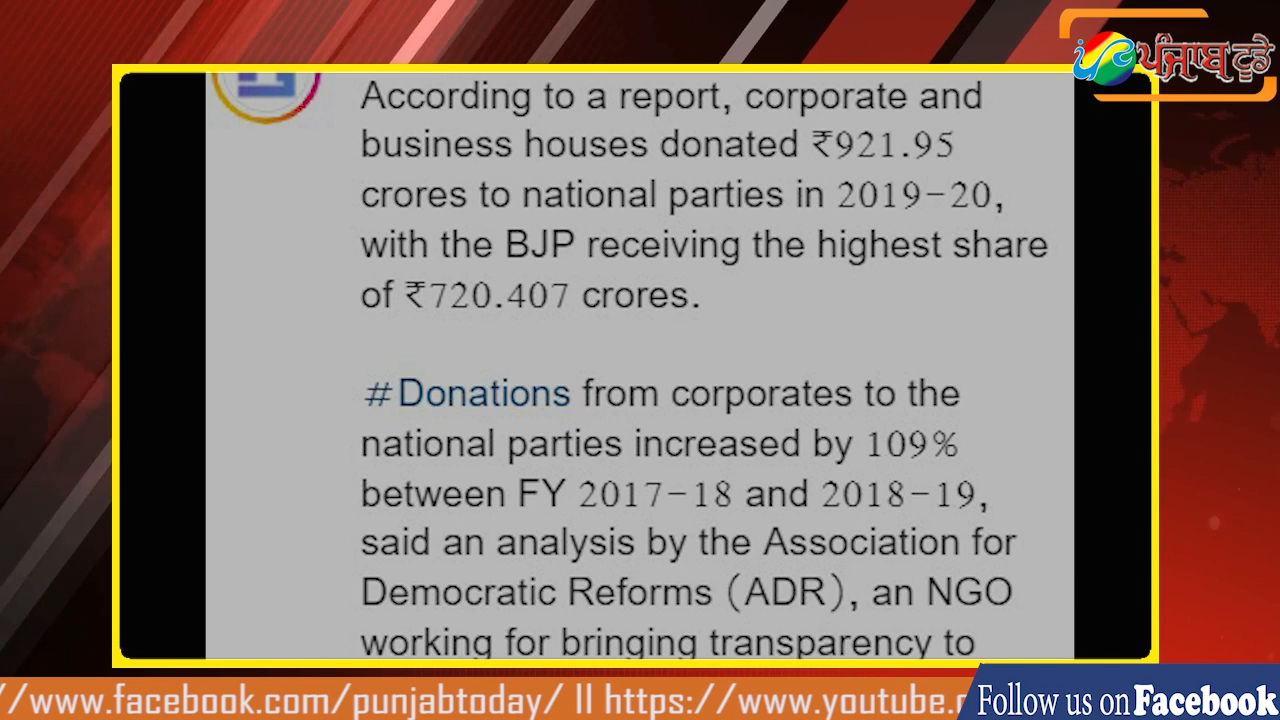 ਪੰਜਾਬ ਟੂਡੇ
According to a report, corporate and
business houses donated ₹921.95
crores to national parties in 2019-20,
with the BJP receiving the highest share
of ₹720.407 crores.
#Donations from corporates to the
national parties increased by 109%
between FY 2017-18 and 2018-19,
said an analysis by the Association for
Democratic Reforms (ADR), an NGO
working for bringing transparency to
//www.facebook.com/punjabtoday/ || https://www.youtube.c
Follow us on Facebook